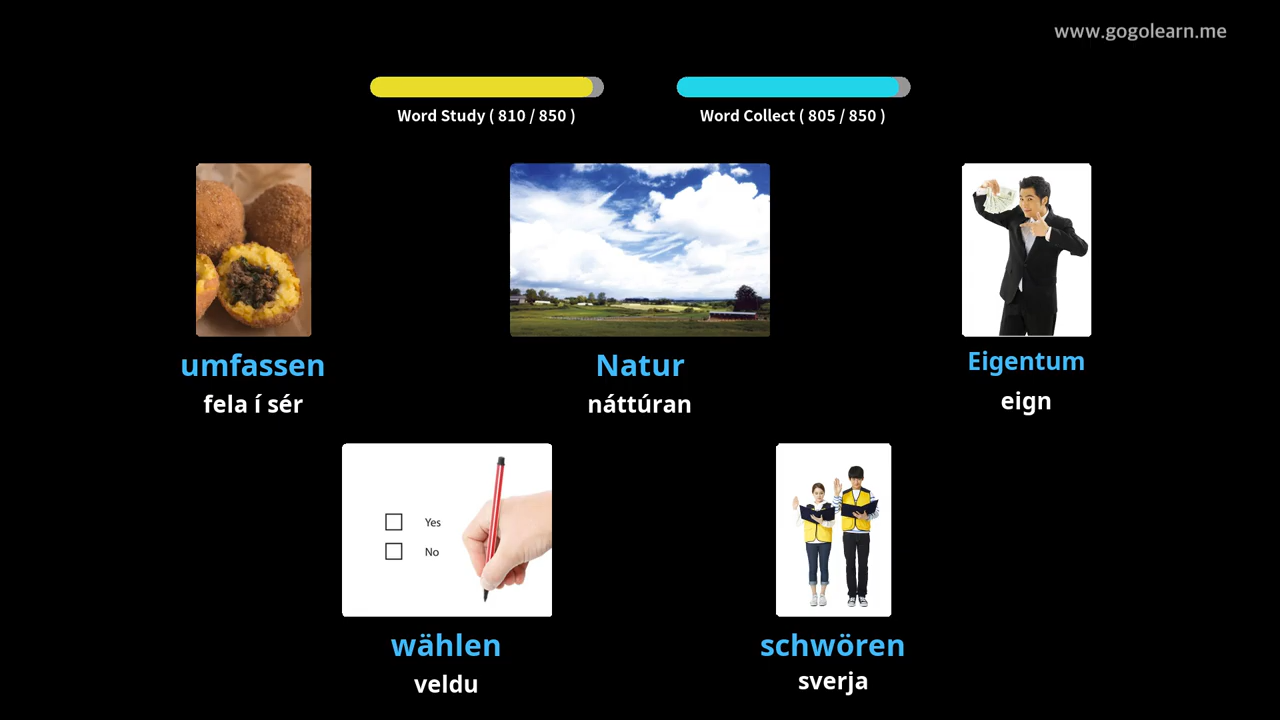 www.gogolearn.me
Word Study ( 810 / 850 )
Word Collect ( 805 / 850 )
umfassen
fela í sér
Natur
náttúran
Eigentum
eign
Yes
No
wählen
veldu
schwören
sverja